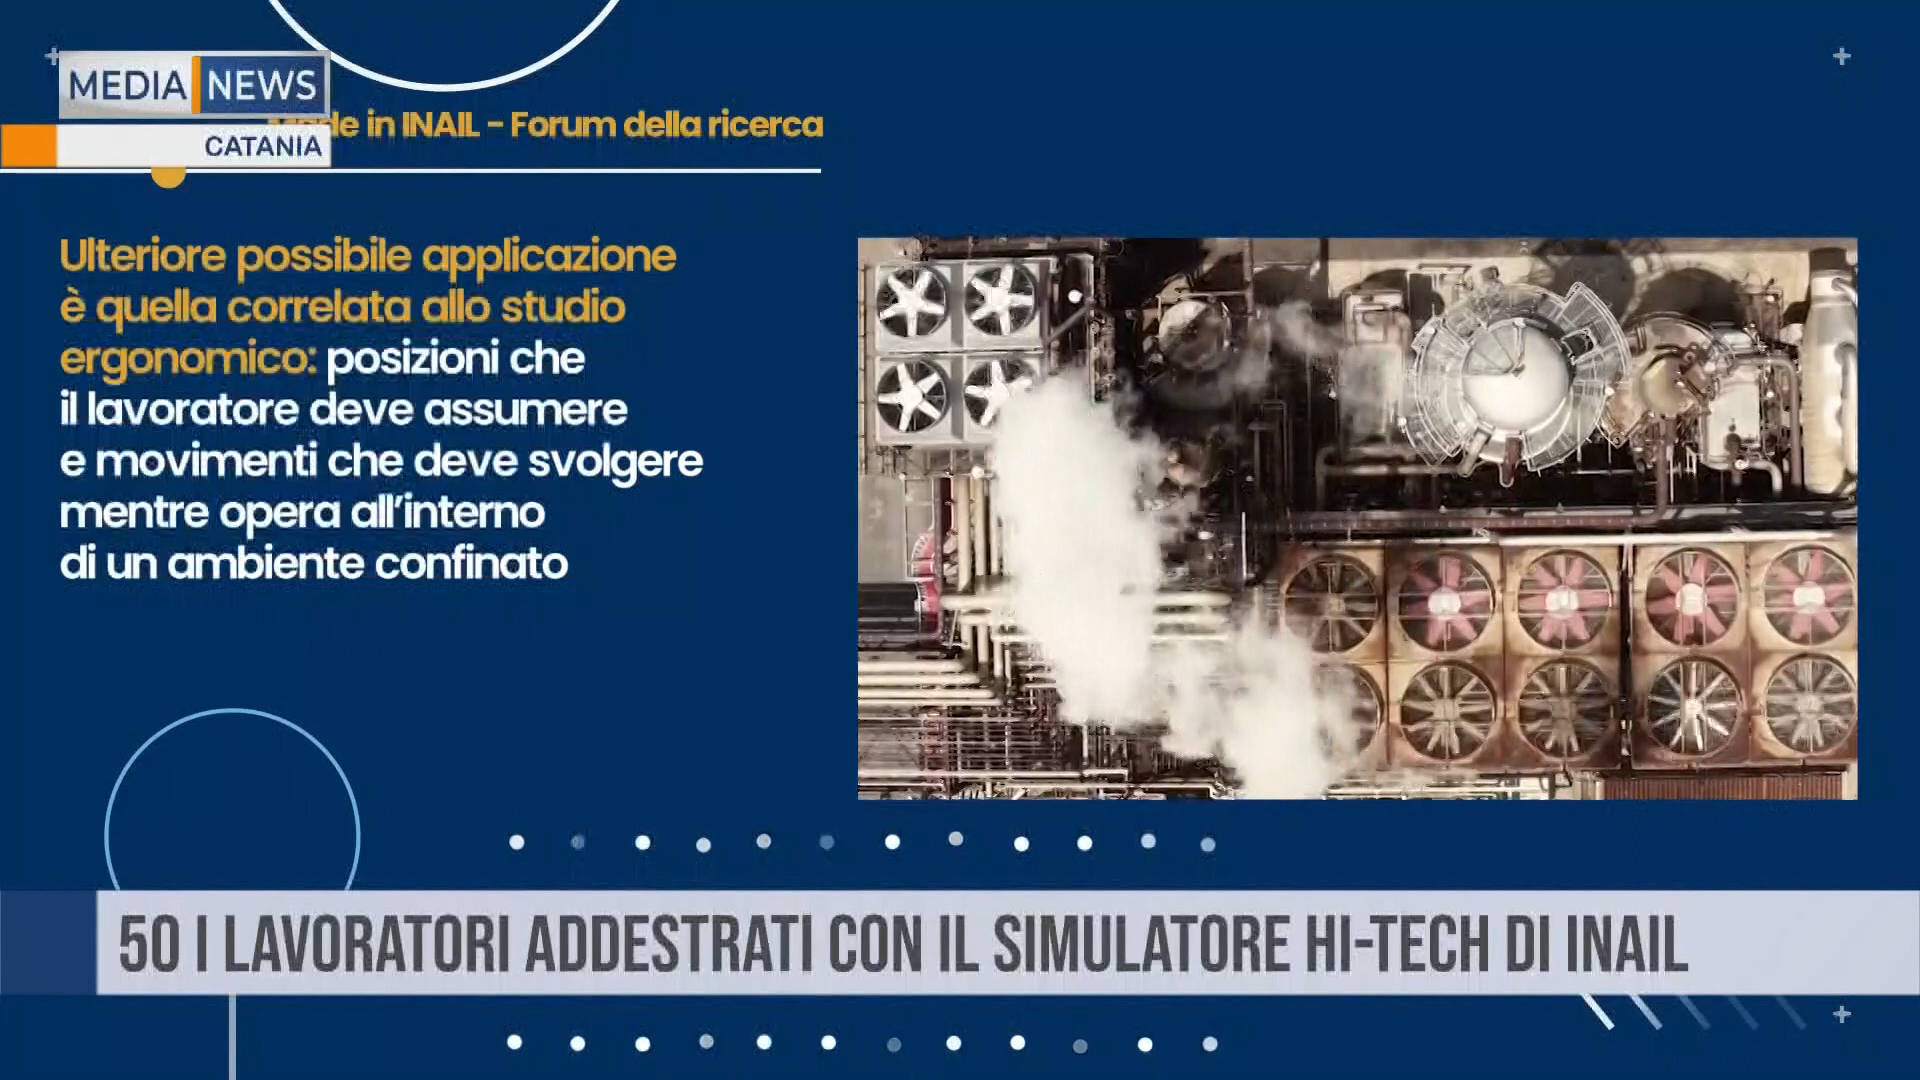 MEDIA NEWS
CATANIA
in INAIL – Forum della ricerca
Ulteriore possibile applicazione
è quella correlata allo studio
ergonomico: posizioni che
il lavoratore deve assumere
e movimenti che deve svolgere
mentre opera all’interno
di un ambiente confinato
50 I LAVORATORI ADDESTRATI CON IL SIMULATORE HI-TECH DI INAIL